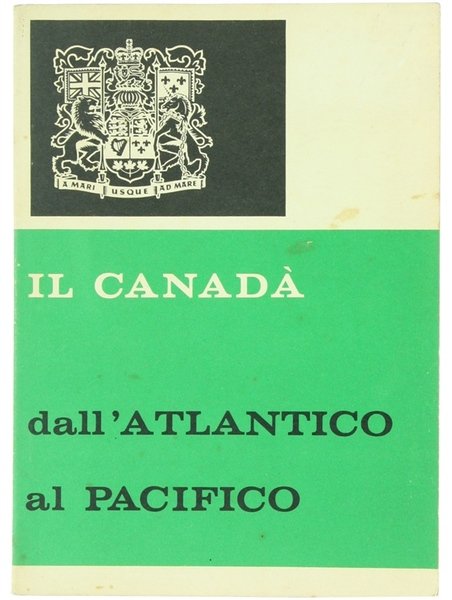 A MARI USQUE AD MARE
IL CANADÀ
dall'ATLANTICO
al PACIFICO